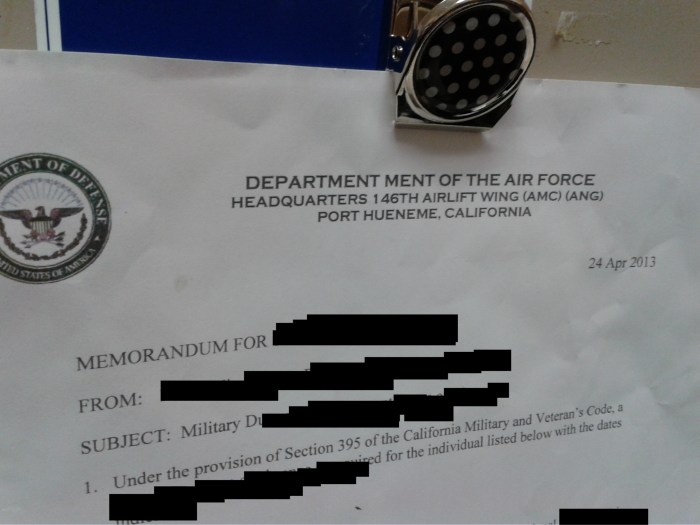 DEPARTMENT MENT OF THE AIR FORCE
HEADQUARTERS 146TH AIRLIFT WING (AMC) (ANG)
PORT HUENEME, CALIFORNIA
MENT OF DEFENSE
UNITED STATES OF AMERICA
24 Apr 2013
MEMORANDUM FOR
FROM:
SUBJECT: Military
1. Under the provision of Section 395 of the California Military and Veteran's Code, a
for the individual listed below with the dates